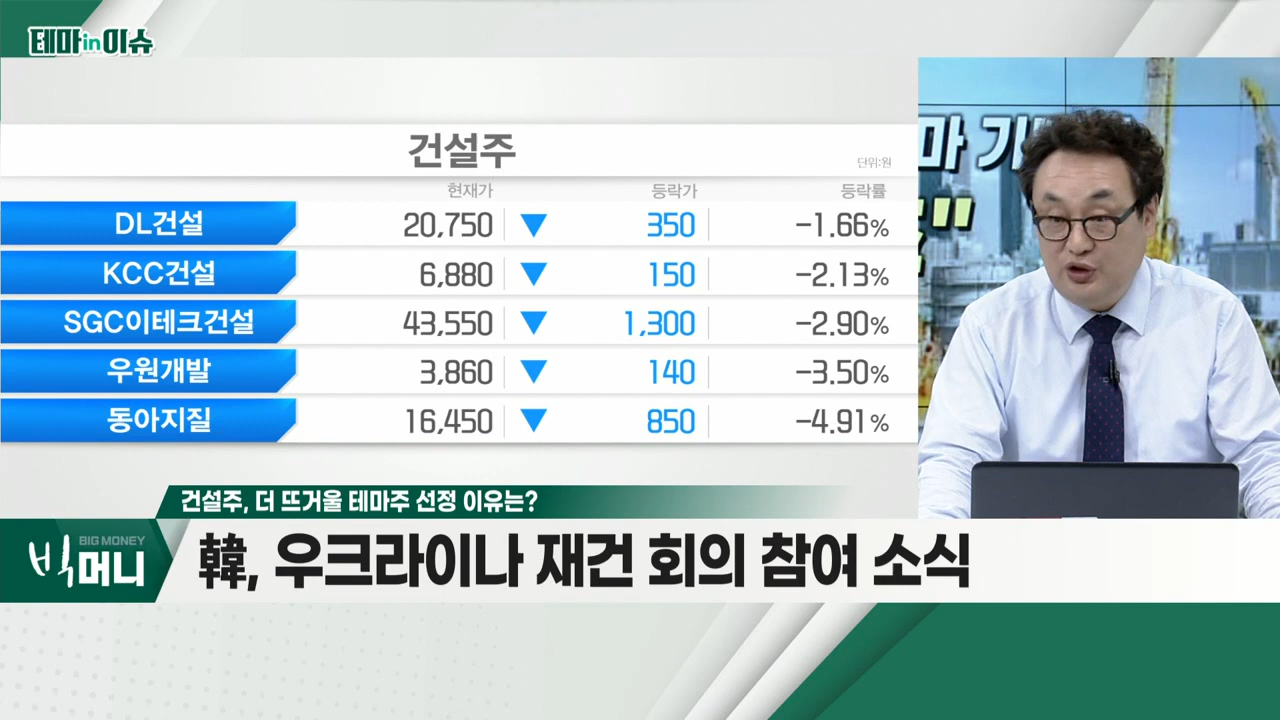 테마in이슈
건설주
단위:원
현재가 등락가 등락률
DL건설 20,750 ▼ 350 -1.66%
KCC건설 6,880 ▼ 150 -2.13%
SGC이테크건설 43,550 ▼ 1,300 -2.90%
우원개발 3,860 ▼ 140 -3.50%
동아지질 16,450 ▼ 850 -4.91%
마
"
건설주, 더 뜨거울 테마주 선정 이유는?
BIG MONEY
빅머니
韓, 우크라이나 재건 회의 참여 소식